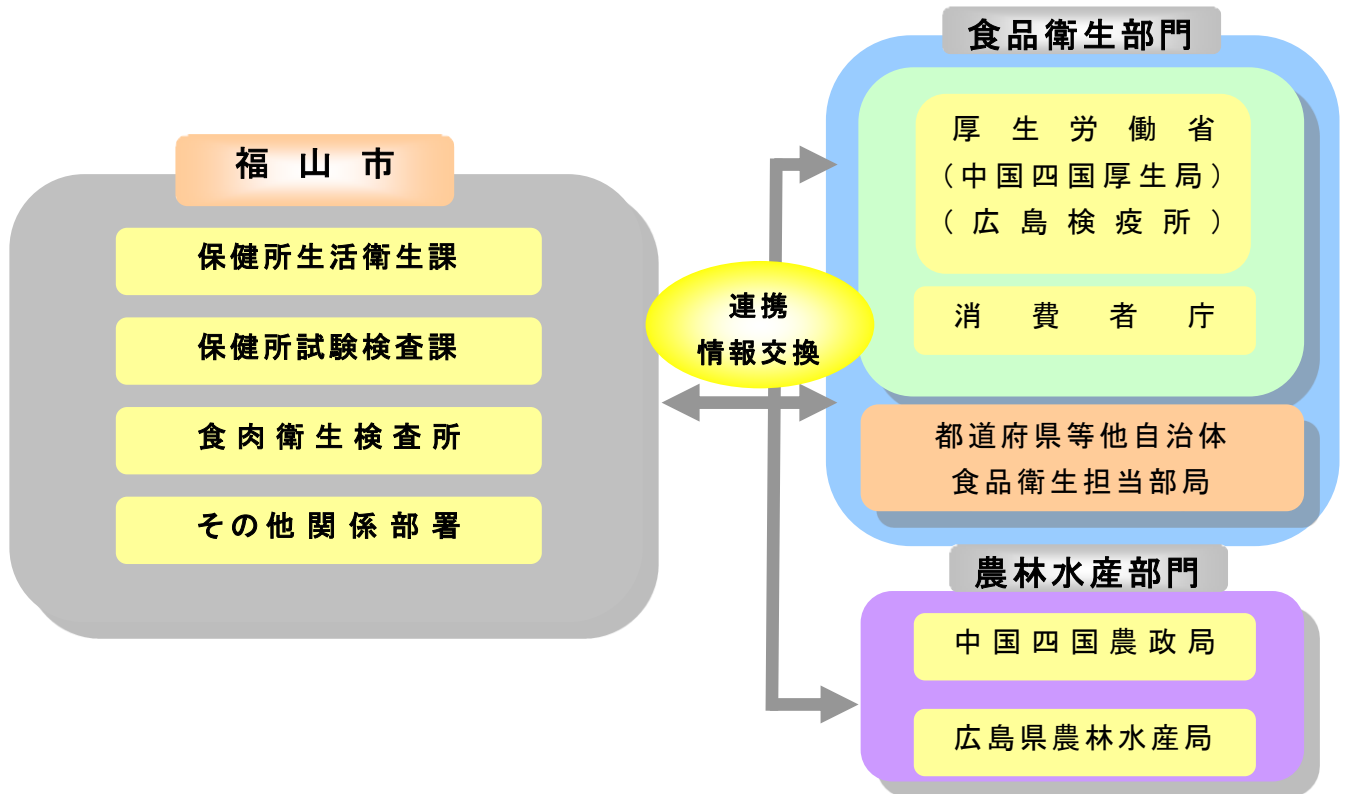 福山市
保健所生活衛生課
保健所試験検査課
食肉衛生検査所
その他関係部署
連携
情報交換
食品衛生部門
厚生労働省
（中国四国厚生局）
（広島検疫所）
消費者庁
都道府県等他自治体
食品衛生担当部局
農林水産部門
中国四国農政局
広島県農林水産局